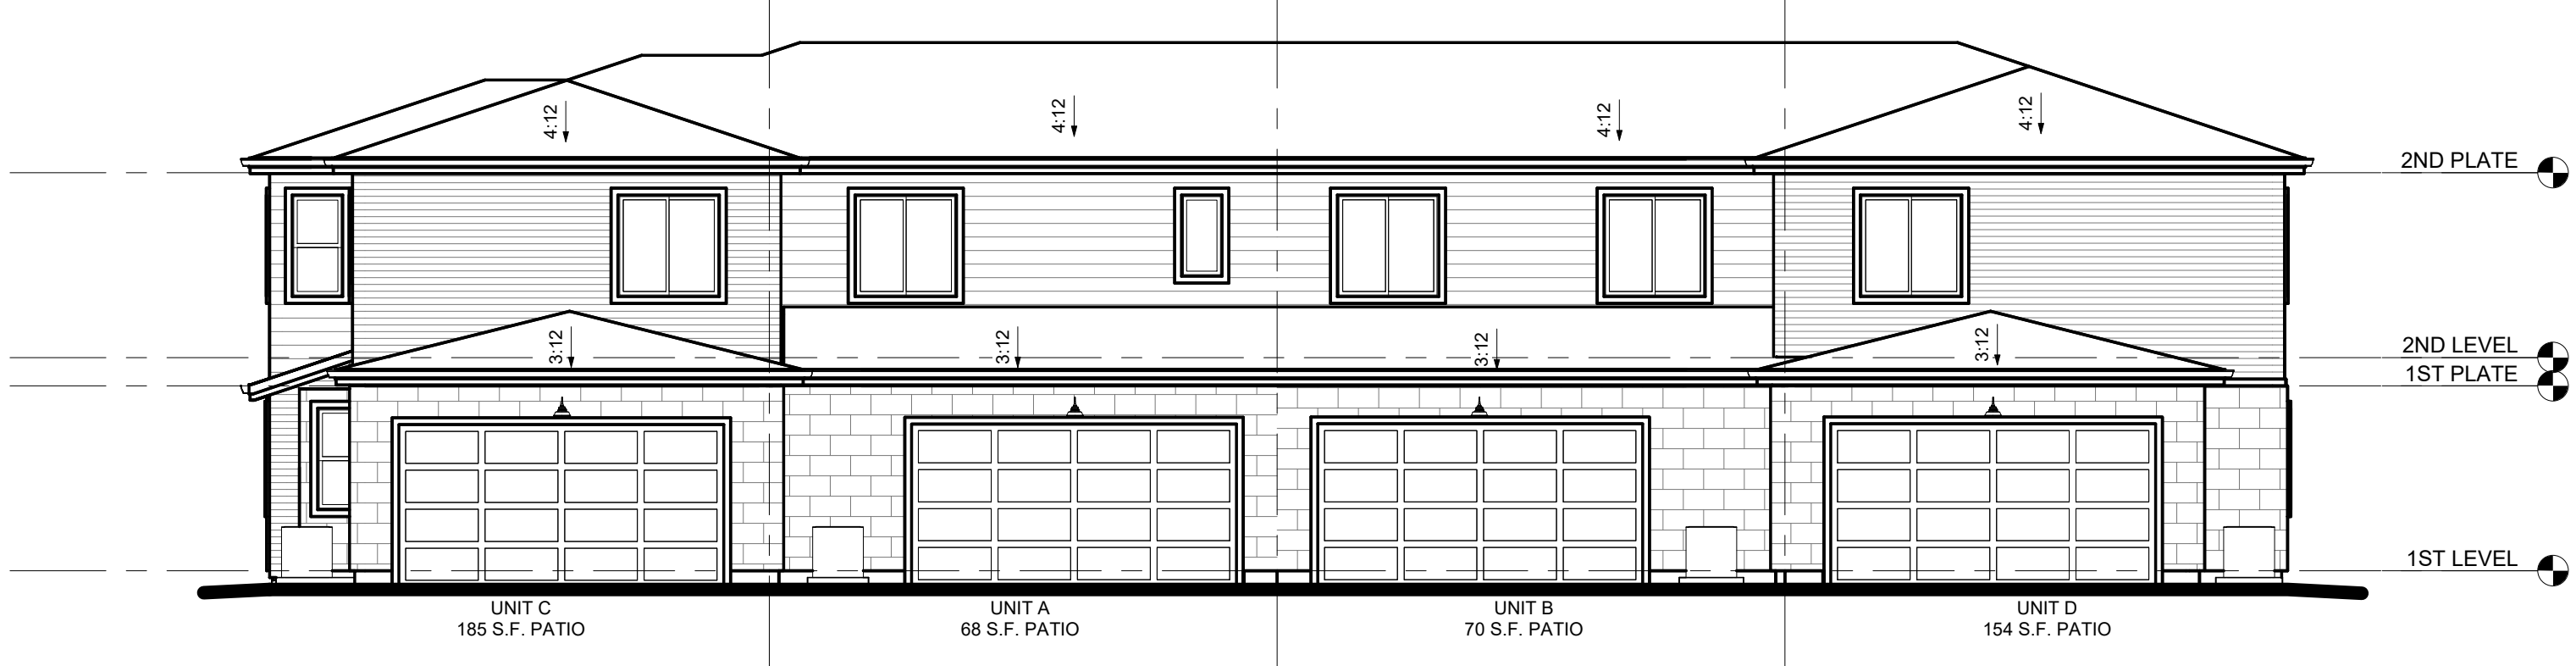 4:12
4:12
4:12
4:12
2ND PLATE
3:12
3:12
3:12
3:12
2ND LEVEL
1ST PLATE
1ST LEVEL
UNIT C
185 S.F. PATIO
UNIT A
68 S.F. PATIO
UNIT B
70 S.F. PATIO
UNIT D
154 S.F. PATIO